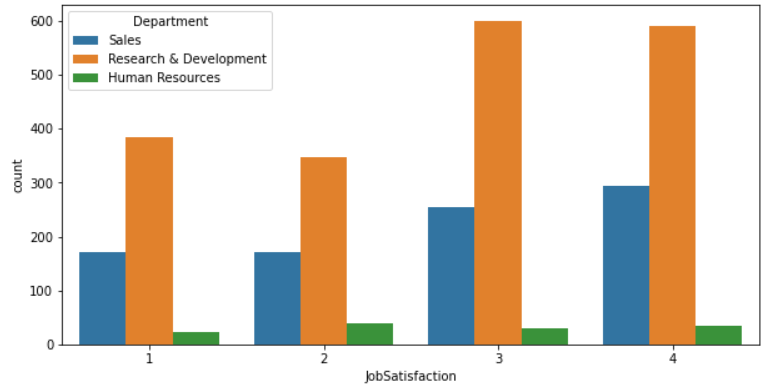 Department
Sales
Research & Development
Human Resources
600
500
400
300
200
100
0
count
1 2 3 4
JobSatisfaction